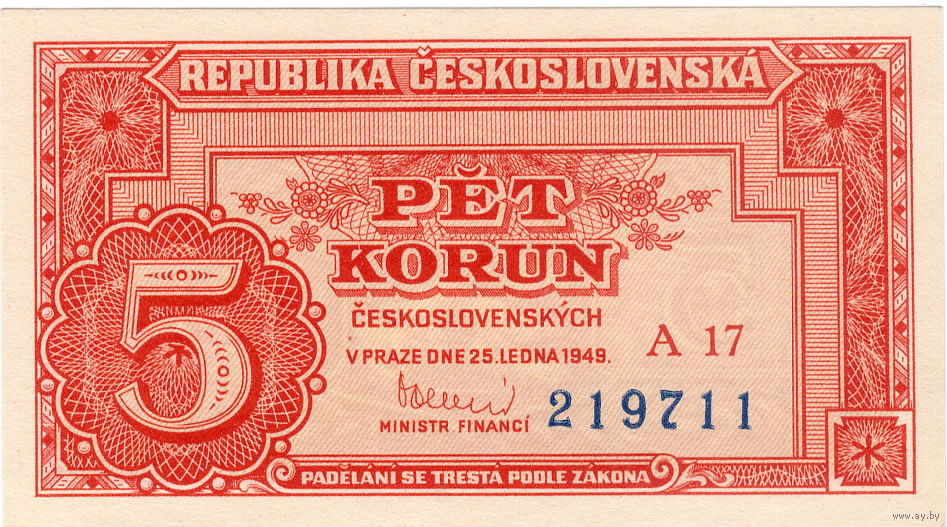 REPUBLIKA ČESKOSLOVENSKÁ
PĚT
KORUN
ČESKOSLOVENSKÝCH
V PRAZE DNE 25. LEDNA 1949.
A 17
5
MINISTR FINANCÍ
219711
PADĚLÁNÍ SE TRESTÁ PODLE ZÁKONA
www.ay.by